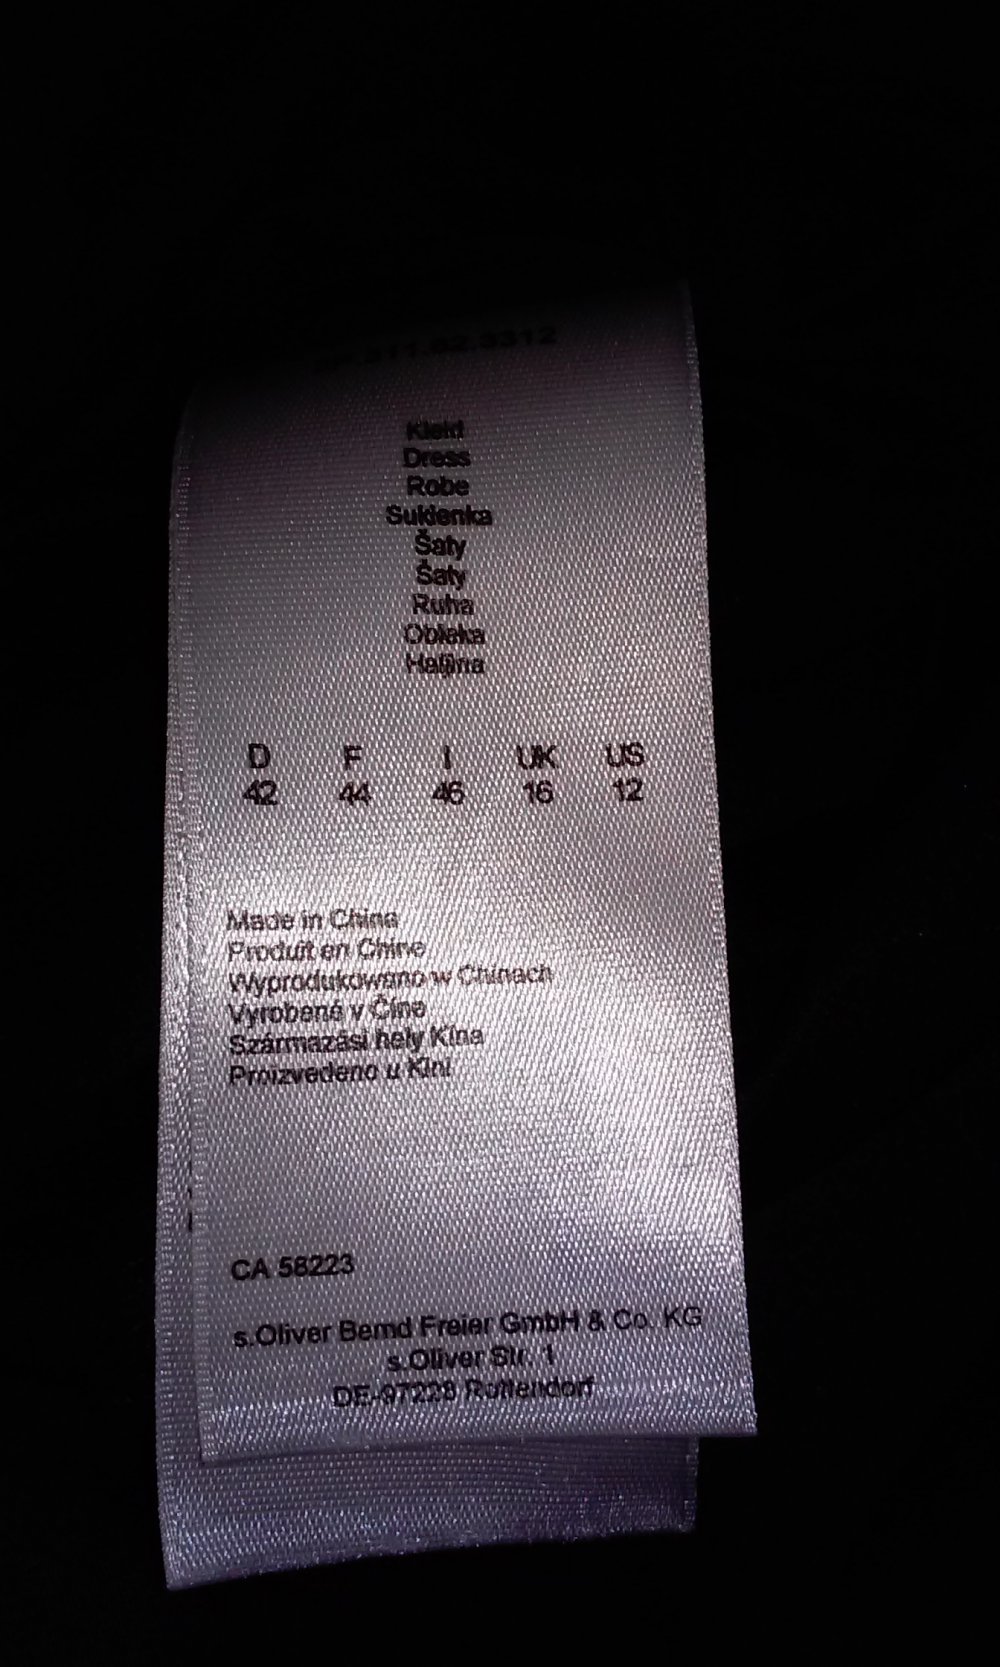 Kleid
Dress
Robe
Sukienka
Šaty
Šaty
Ruha
Obleka
Haljina
D F I UK US
42 44 46 16 12
Made in China
Produit en Chine
Wyprodukowano w Chinach
Vyrobené v Číne
Származási hely Kína
Proizvedeno u Kini
CA 58223
s.Oliver Bernd Freier GmbH & Co. KG
s.Oliver Str. 1
DE-97228 Rottendorf